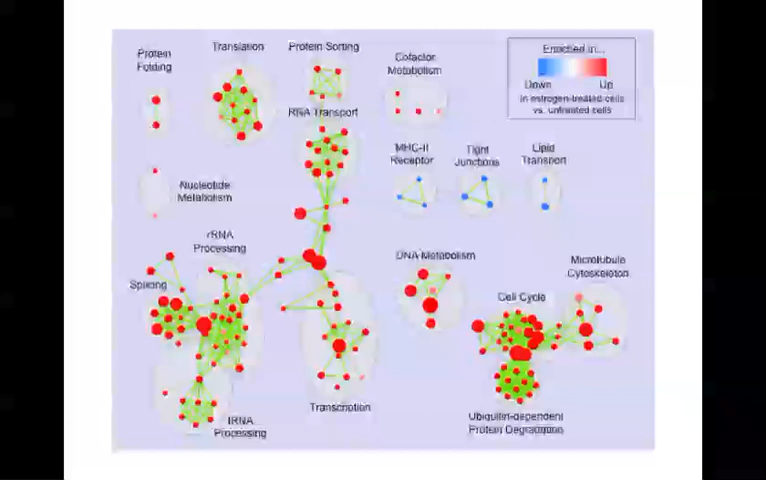 Protein
Folding
Translation
Protein Sorting
Cofactor
Metabolism
Enriched in...
Down
Up
in estrogen-treated cells
vs. untreated cells
RNA Transport
MHC-II
Receptor
Tight
Junctions
Lipid
Transport
Nucleotide
Metabolism
rRNA
Processing
DNA Metabolism
Microtubule
Cytoskeleton
Splicing
Cell Cycle
Transcription
tRNA
Processing
Ubiquitin-dependent
Protein Degradation